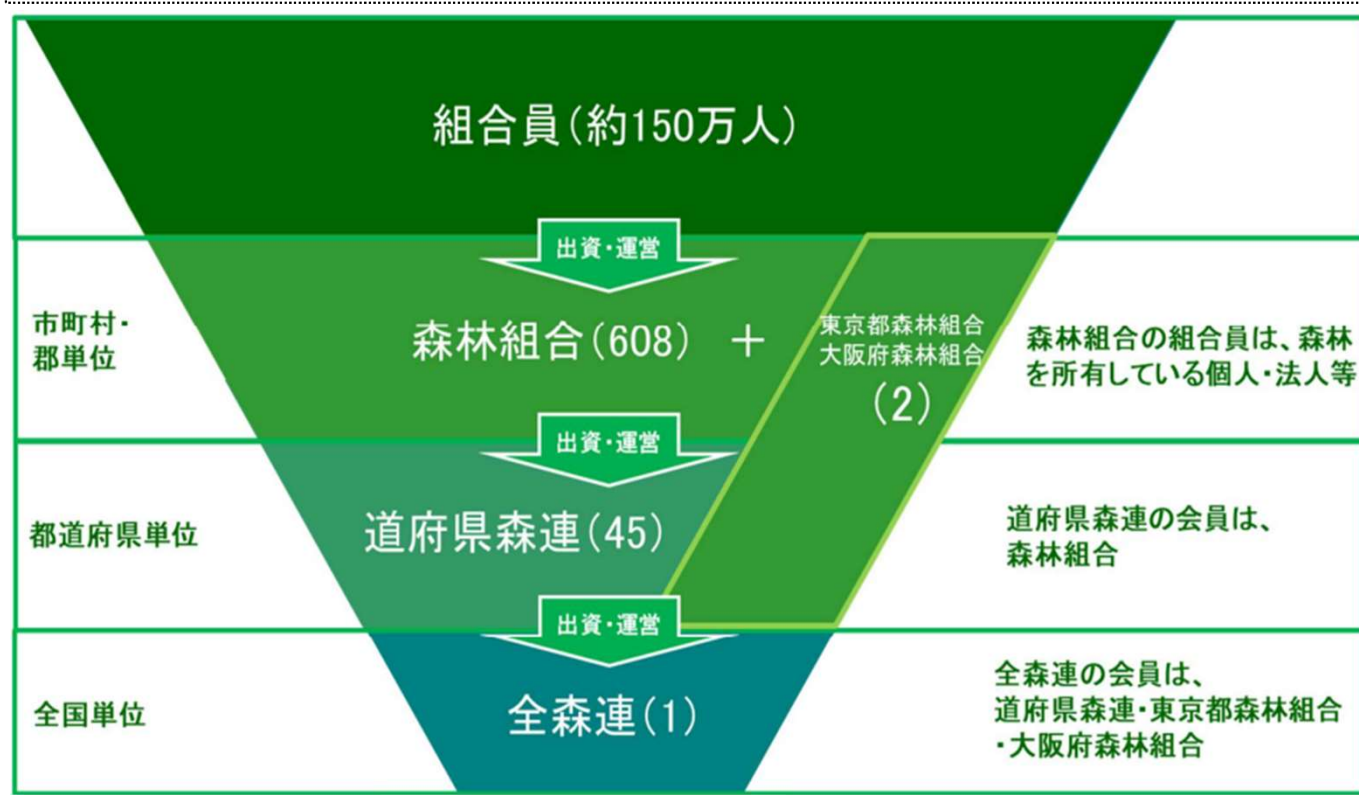 組合員(約150万人)
出資・運営
市町村・
郡単位
森林組合(608) +
東京都森林組合
大阪府森林組合
(2)
森林組合の組合員は、森林
を所有している個人・法人等
出資・運営
都道府県単位
道府県森連(45)
道府県森連の会員は、
森林組合
出資・運営
全国単位
全森連(1)
全森連の会員は、
道府県森連・東京都森林組合
・大阪府森林組合